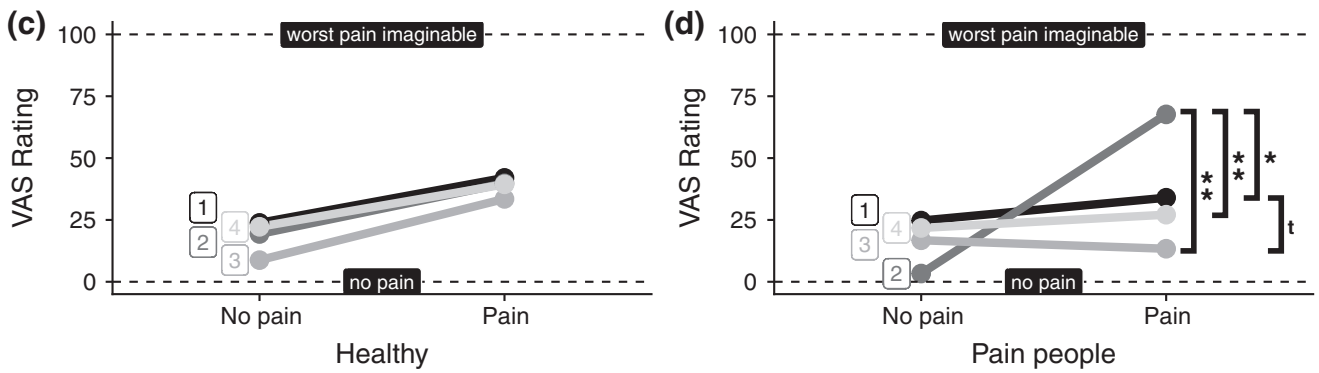 (c)
VAS Rating
100
75
50
25
0
worst pain imaginable
1
4
2
3
no pain
No pain
Pain
Healthy
(d)
VAS Rating
100
75
50
25
0
worst pain imaginable
1
4
3
2
no pain
**
**
*
t
No pain
Pain
Pain people